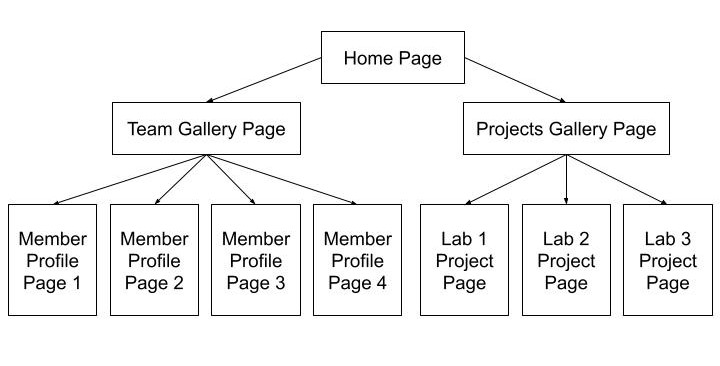 Home Page
Team Gallery Page
Projects Gallery Page
Member
Profile
Page 1
Member
Profile
Page 2
Member
Profile
Page 3
Member
Profile
Page 4
Lab 1
Project
Page
Lab 2
Project
Page
Lab 3
Project
Page